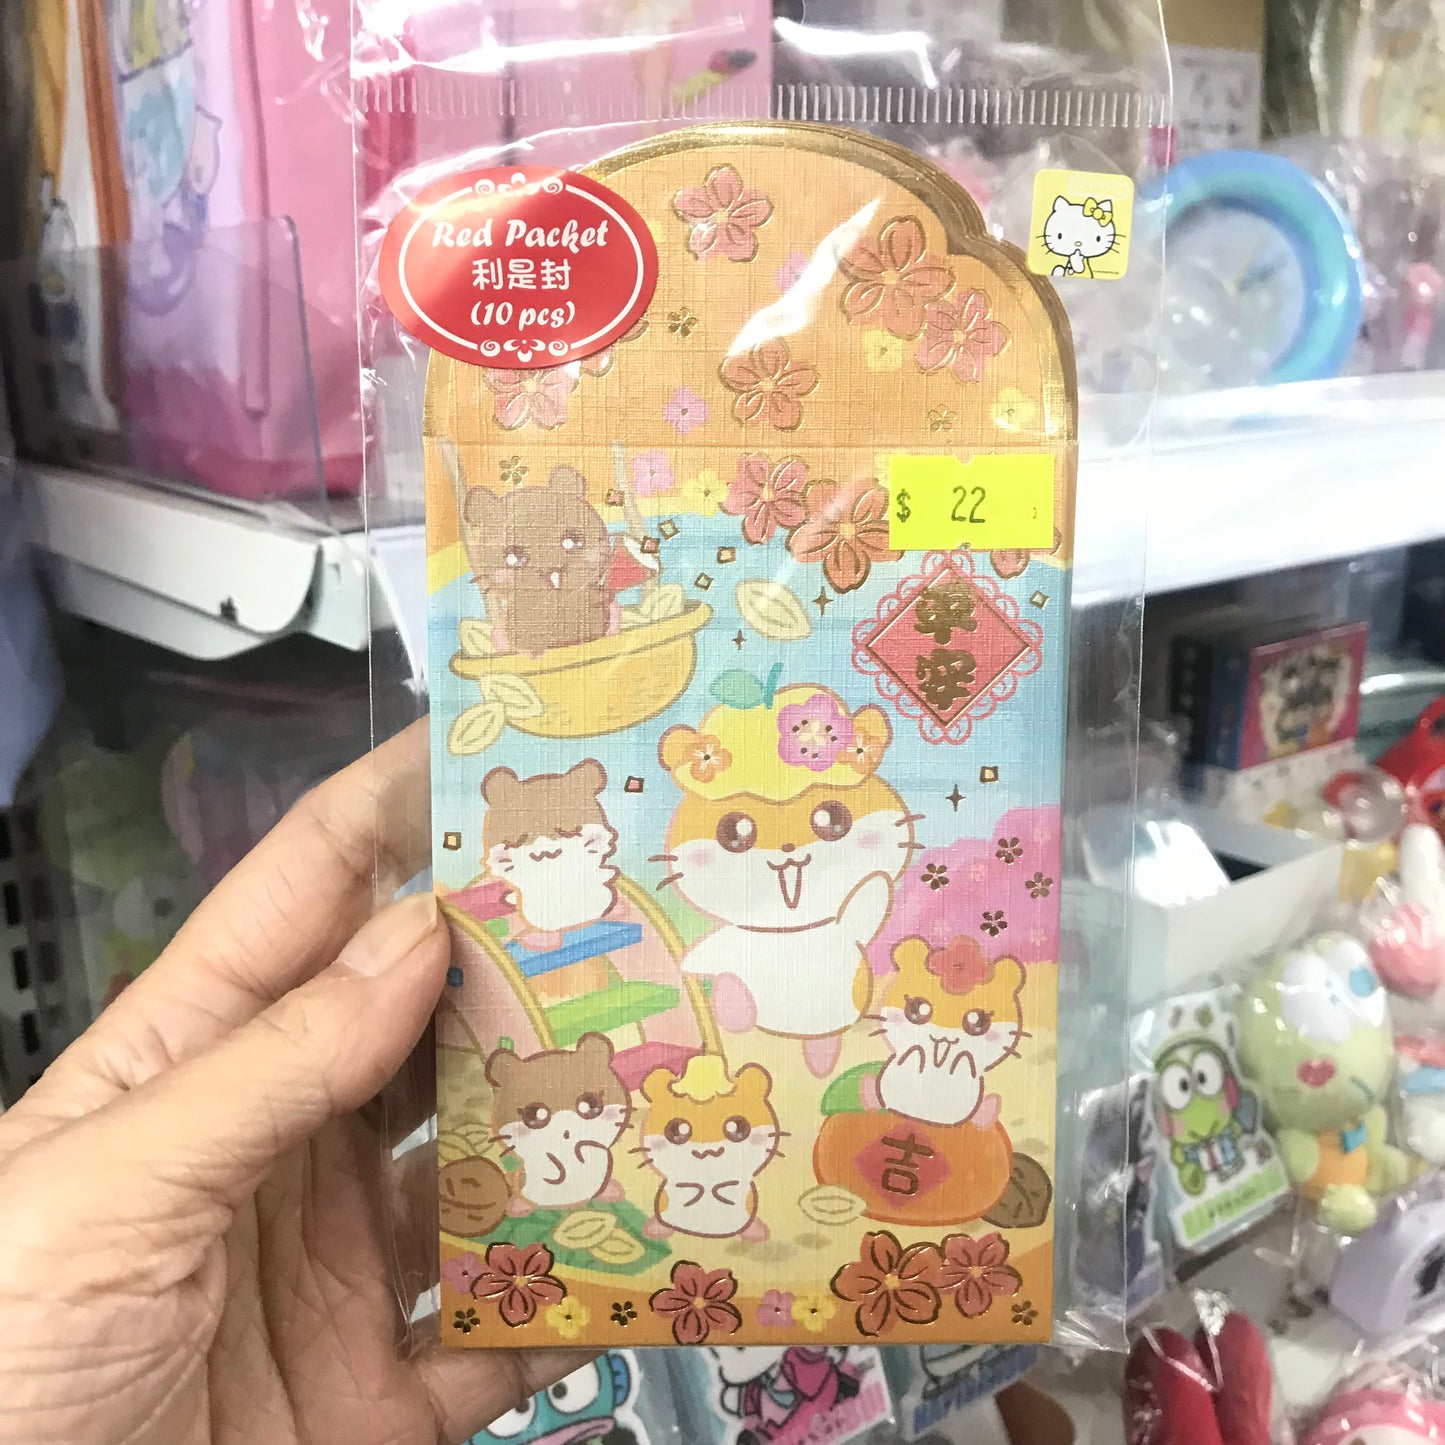 Red Packet
利是封
(10 pcs)
$ 22
平
安
吉